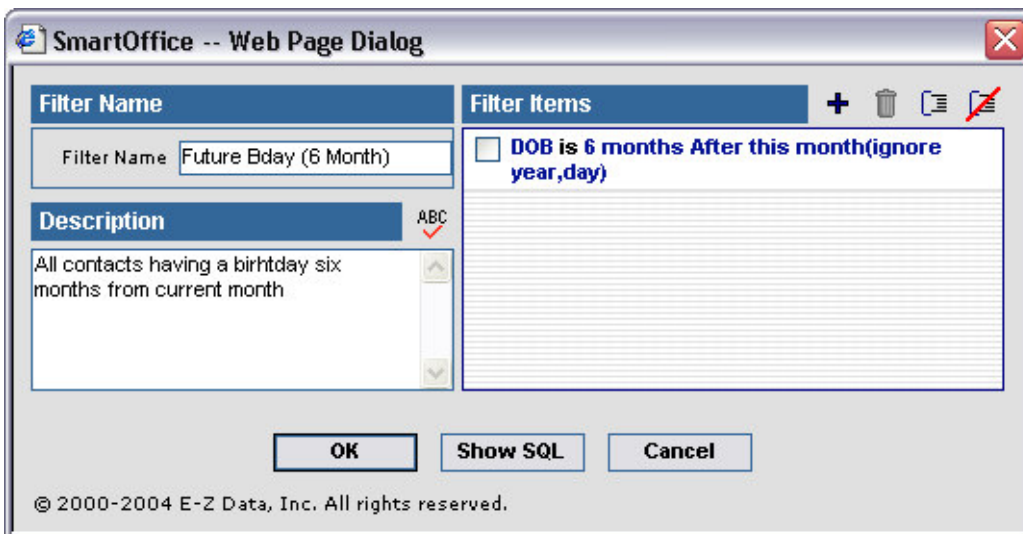 SmartOffice -- Web Page Dialog
Filter Name
Filter Name Future Bday (6 Month)
Description
ABC
All contacts having a birhtday six
months from current month
Filter Items
DOB is 6 months After this month(ignore
year,day)
OK
Show SQL
Cancel
© 2000-2004 E-Z Data, Inc. All rights reserved.